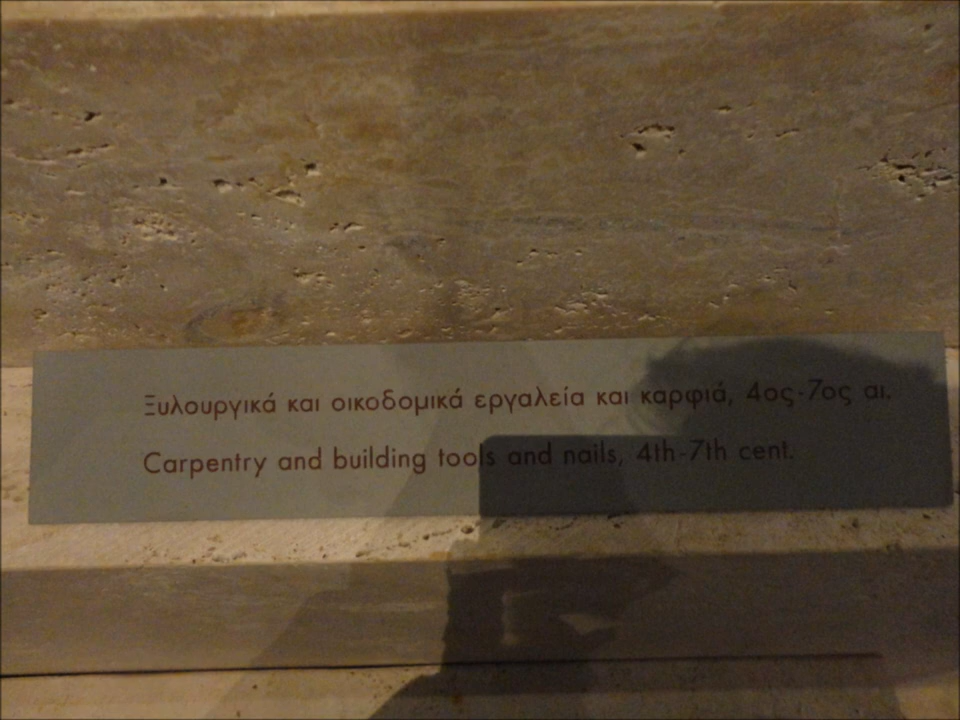 Ξυλουργικά και οικοδομικά εργαλεία και καρφιά, 4ος-7ος αι.
Carpentry and building tools and nails, 4th-7th cent.